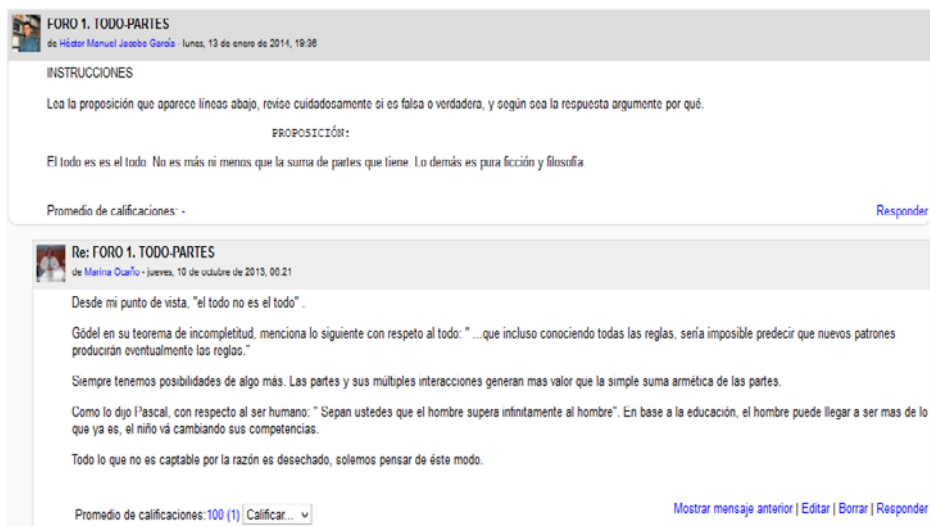 FORO 1. TODO-PARTES
de Héctor Manuel Jacobo García - lunes, 13 de enero de 2014, 19:36
INSTRUCCIONES
Lea la proposición que aparece líneas abajo, revise cuidadosamente si es falsa o verdadera, y según sea la respuesta argumente por qué.
PROPOSICIÓN:
El todo es es el todo. No es más ni menos que la suma de partes que tiene. Lo demás es pura ficción y filosofía.
Promedio de calificaciones: -
Responder
Re: FORO 1. TODO-PARTES
de Marina Ocaño - jueves, 10 de octubre de 2013, 00:21
Desde mi punto de vista, "el todo no es el todo" .
Gödel en su teorema de incompletitud, menciona lo siguiente con respeto al todo: " ...que incluso conociendo todas las reglas, sería imposible predecir que nuevos patrones
producirán eventualmente las reglas."
Siempre tenemos posibilidades de algo más. Las partes y sus múltiples interacciones generan mas valor que la simple suma armética de las partes.
Como lo dijo Pascal, con respecto al ser humano: " Sepan ustedes que el hombre supera infinitamente al hombre". En base a la educación, el hombre puede llegar a ser mas de lo
que ya es, el niño vá cambiando sus competencias.
Todo lo que no es captable por la razón es desechado, solemos pensar de éste modo.
Promedio de calificaciones:100 (1) Calificar...
Mostrar mensaje anterior | Editar | Borrar | Responder